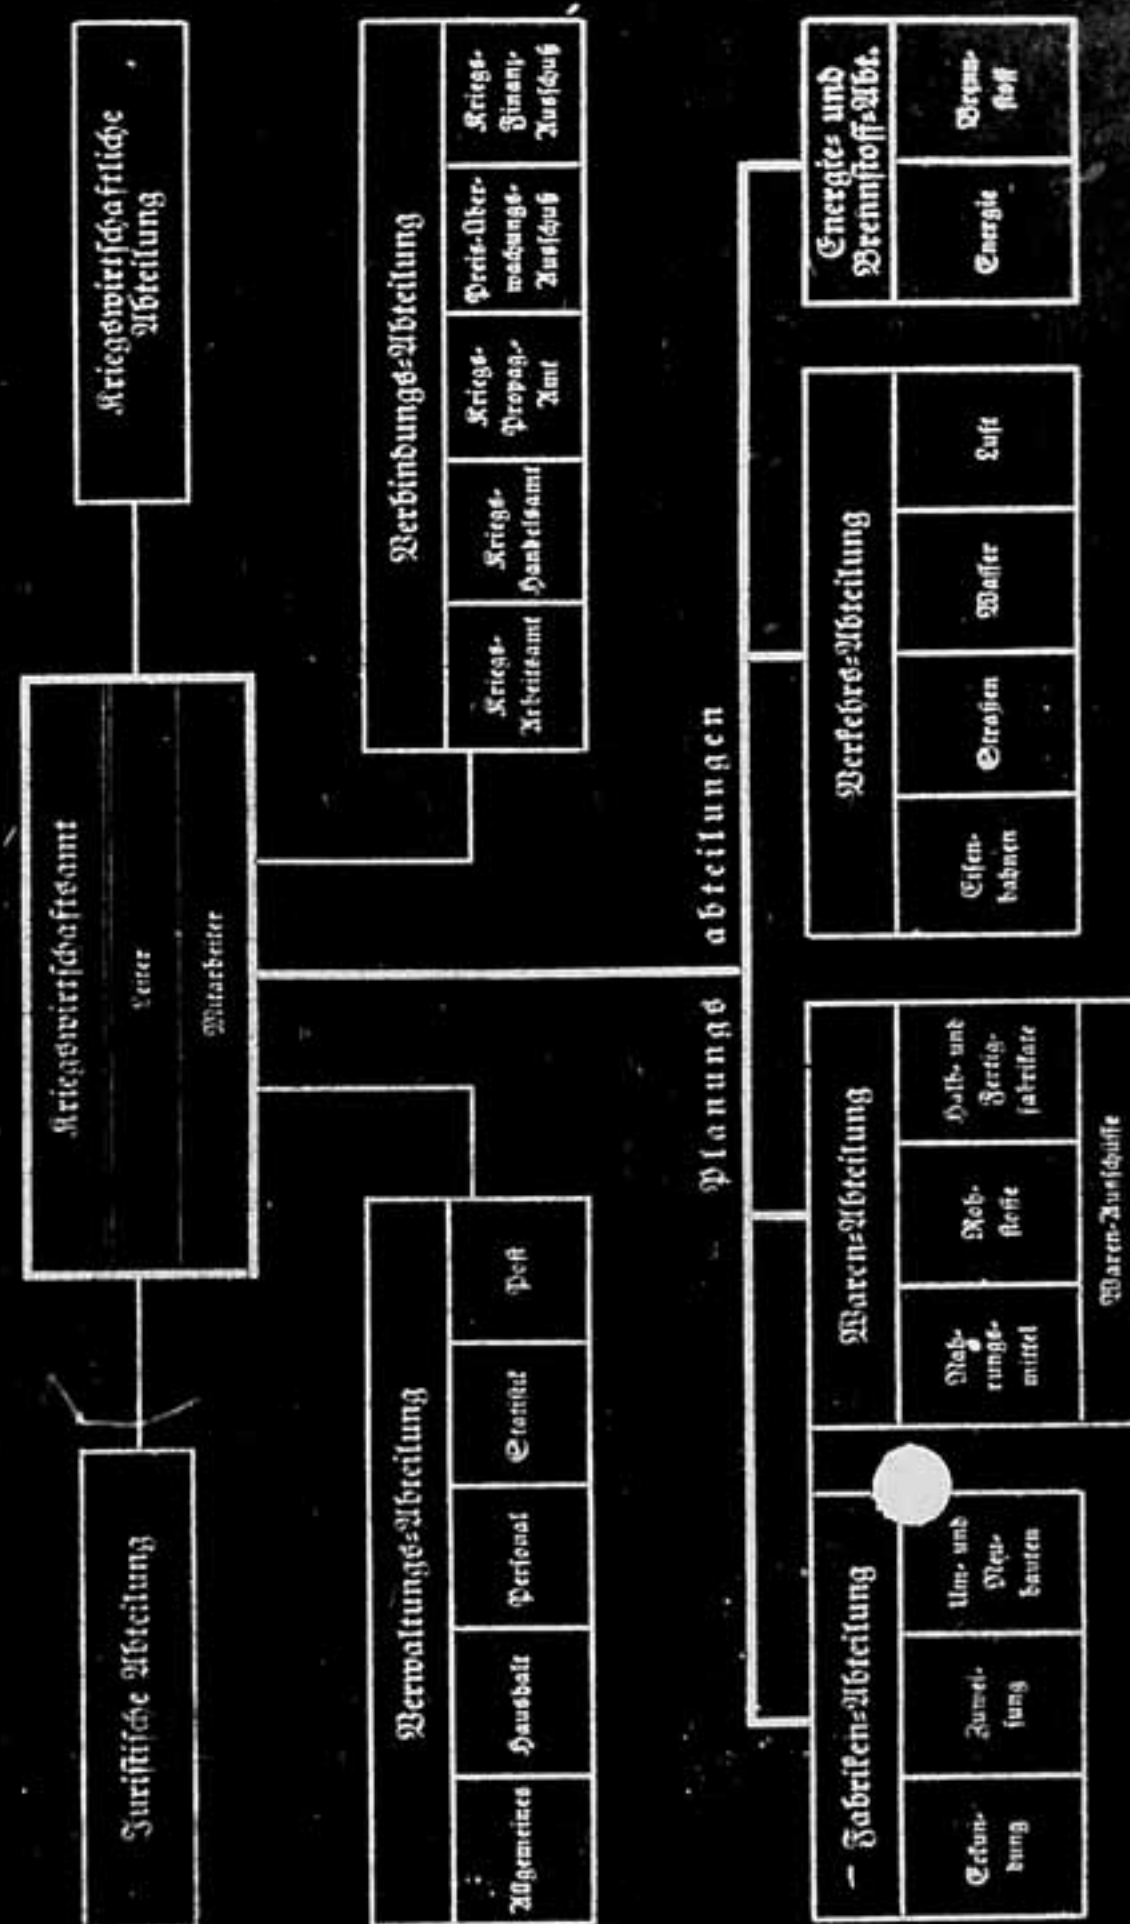 Juristische Abteilung
Kriegswirtschaftsamt
Leiter
Mitarbeiter
Kriegswirtschaftliche
Abteilung
Verwaltungs-Abteilung
Allgemeines
Haushalt
Personal
Statistik
Post
Verbindungs-Abteilung
Kriegs-
Arbeitsamt
Kriegs-
Handelsamt
Kriegs-
Propag.-
Amt
Preis-Über-
wachungs-
Ausschuß
Kriegs-
Finanz-
Ausschuß
Planungs abteilungen
Fabriken-Abteilung
Erkun-
dung
Zuwei-
sung
Um- und
Neu-
bauten
Waren-Abteilung
Nah-
rungs-
mittel
Roh-
stoffe
Halb- und
Fertig-
fabrikate
Waren-Ausschüsse
Verkehrs-Abteilung
Eisen-
bahnen
Straßen
Wasser
Luft
Energie- und
Brennstoff-Abt.
Energie
Brenn-
stoff